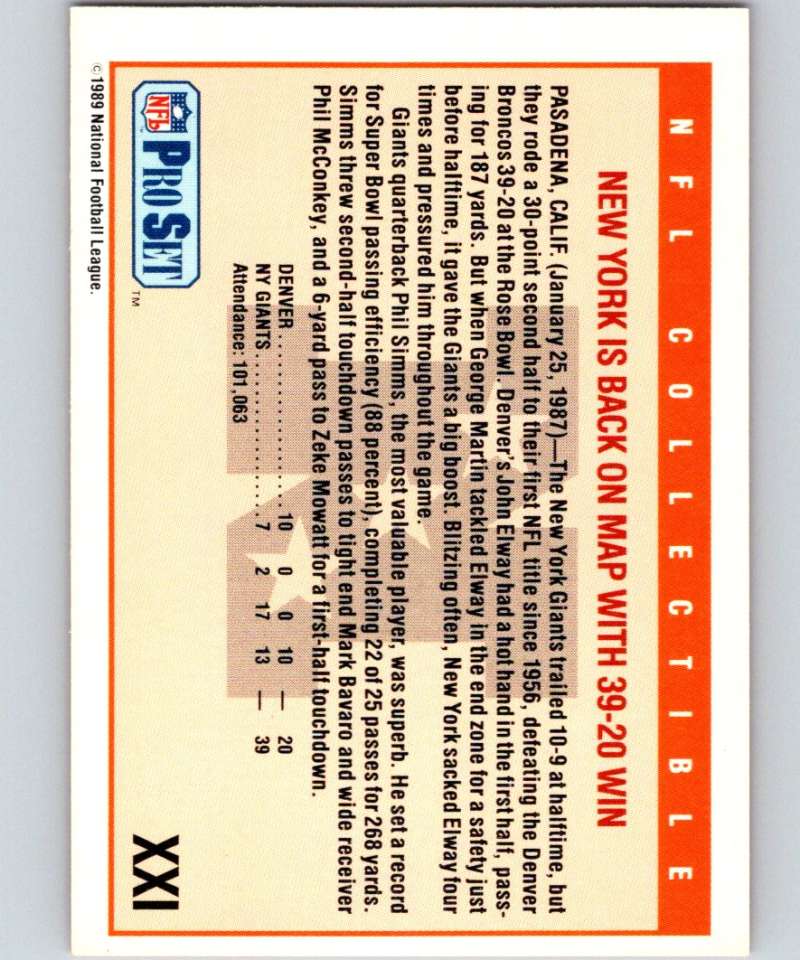 NFL COLLECTIBLE
NEW YORK IS BACK ON MAP WITH 39-20 WIN
PASADENA, CALIF. (January 25, 1987)—The New York Giants trailed 10-9 at halftime, but
they rode a 30-point second half to their first NFL title since 1956, defeating the Denver
Broncos 39-20 at the Rose Bowl. Denver's John Elway had a hot hand in the first half, pass-
ing for 187 yards. But when George Martin tackled Elway in the end zone for a safety just
before halftime, it gave the Giants a big boost. Blitzing often, New York sacked Elway four
times and pressured him throughout the game.
Giants quarterback Phil Simms, the most valuable player, was superb. He set a record
for Super Bowl passing efficiency (88 percent), completing 22 of 25 passes for 268 yards.
Simms threw second-half touchdown passes to tight end Mark Bavaro and wide receiver
Phil McConkey, and a 6-yard pass to Zeke Mowatt for a first-half touchdown.
DENVER .................. 10 0 0 10 — 20
NY GIANTS ................ 7 2 17 13 — 39
Attendance: 101,063
NFL PRO SET ™
XXI
© 1989 National Football League.